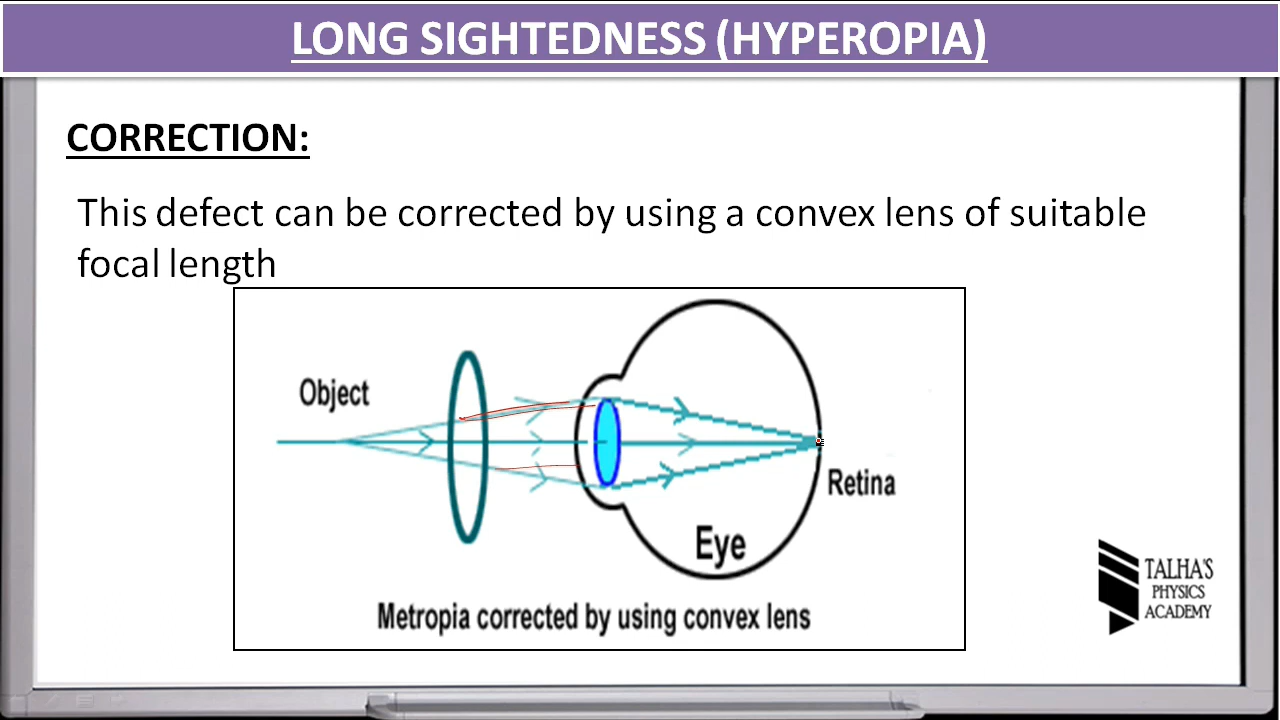 LONG SIGHTEDNESS (HYPEROPIA)
CORRECTION:
This defect can be corrected by using a convex lens of suitable
focal length
Object
Retina
Eye
Metropia corrected by using convex lens
TALHA'S
PHYSICS
ACADEMY